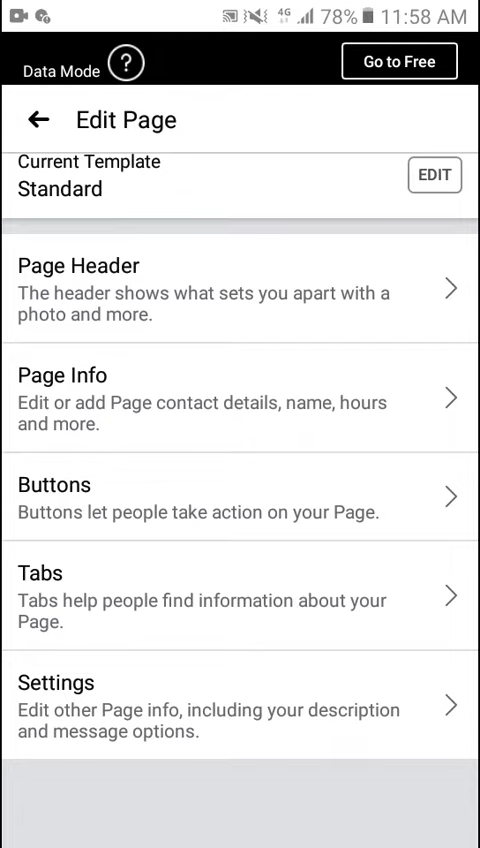 4G 78% 11:58 AM
Data Mode ? Go to Free
Edit Page
Current Template
Standard
EDIT
Page Header
The header shows what sets you apart with a
photo and more.
Page Info
Edit or add Page contact details, name, hours
and more.
Buttons
Buttons let people take action on your Page.
Tabs
Tabs help people find information about your
Page.
Settings
Edit other Page info, including your description
and message options.